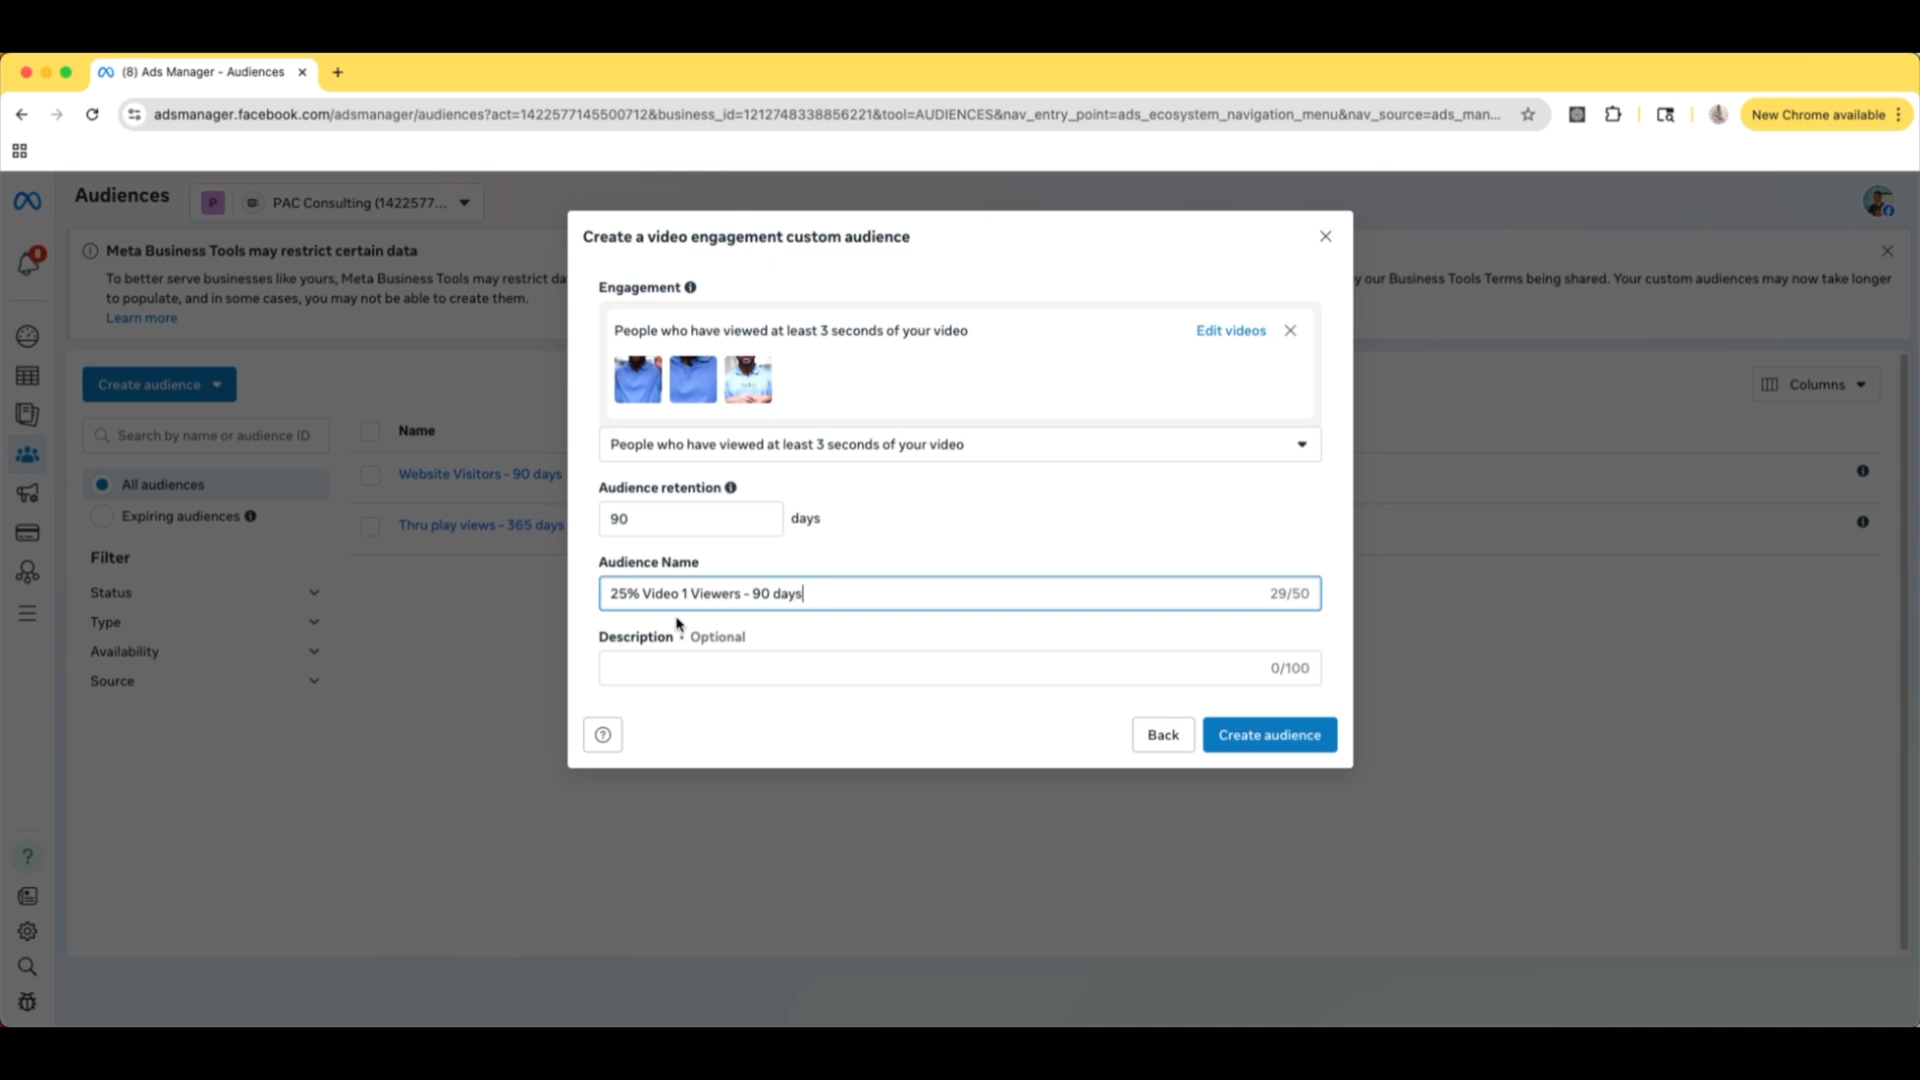 (8) Ads Manager - Audiences
adsmanager.facebook.com/adsmanager/audiences?act=1422577145500712&business_id=1212748338856221&tool=AUDIENCES&nav_entry_point=ads_ecosystem_navigation_menu&nav_source=ads_man...
New Chrome available
Audiences
P
PAC Consulting (1422577...
8
Meta Business Tools may restrict certain data
To better serve businesses like yours, Meta Business Tools may restrict da
y our Business Tools Terms being shared. Your custom audiences may now take longer
to populate, and in some cases, you may not be able to create them.
Learn more
Create audience
Columns
Search by name or audience ID
Name
All audiences
Website Visitors - 90 days
Expiring audiences
Thru play views - 365 days
Filter
Status
Type
Availability
Source
Create a video engagement custom audience
Engagement
People who have viewed at least 3 seconds of your video
Edit videos
People who have viewed at least 3 seconds of your video
Audience retention
90
days
Audience Name
25% Video 1 Viewers - 90 days
29/50
Description · Optional
0/100
?
Back
Create audience
?